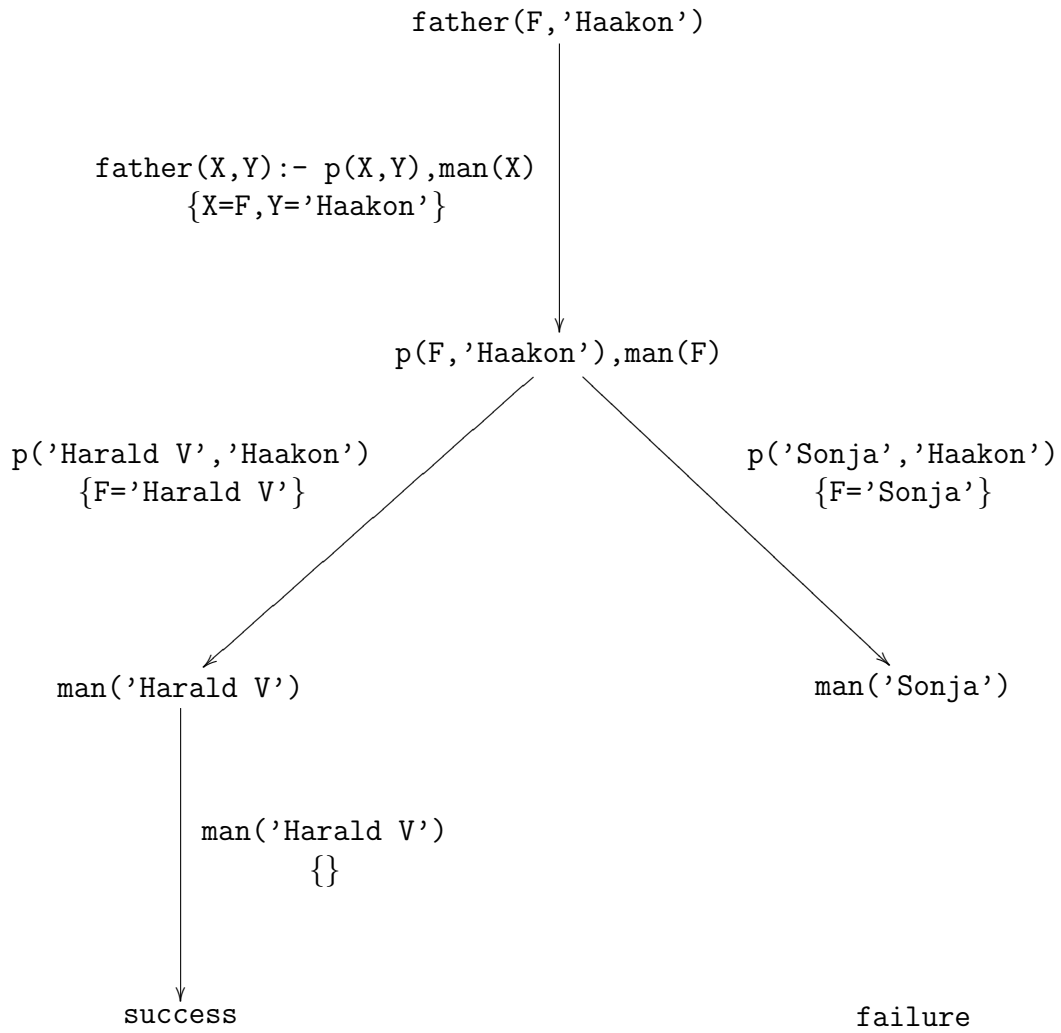 father(F,'Haakon')
father(X,Y):- p(X,Y),man(X)
{X=F,Y='Haakon'}
p(F,'Haakon'),man(F)
p('Harald V','Haakon')
{F='Harald V'}
p('Sonja','Haakon')
{F='Sonja'}
man('Harald V')
man('Sonja')
man('Harald V')
{}
success
failure